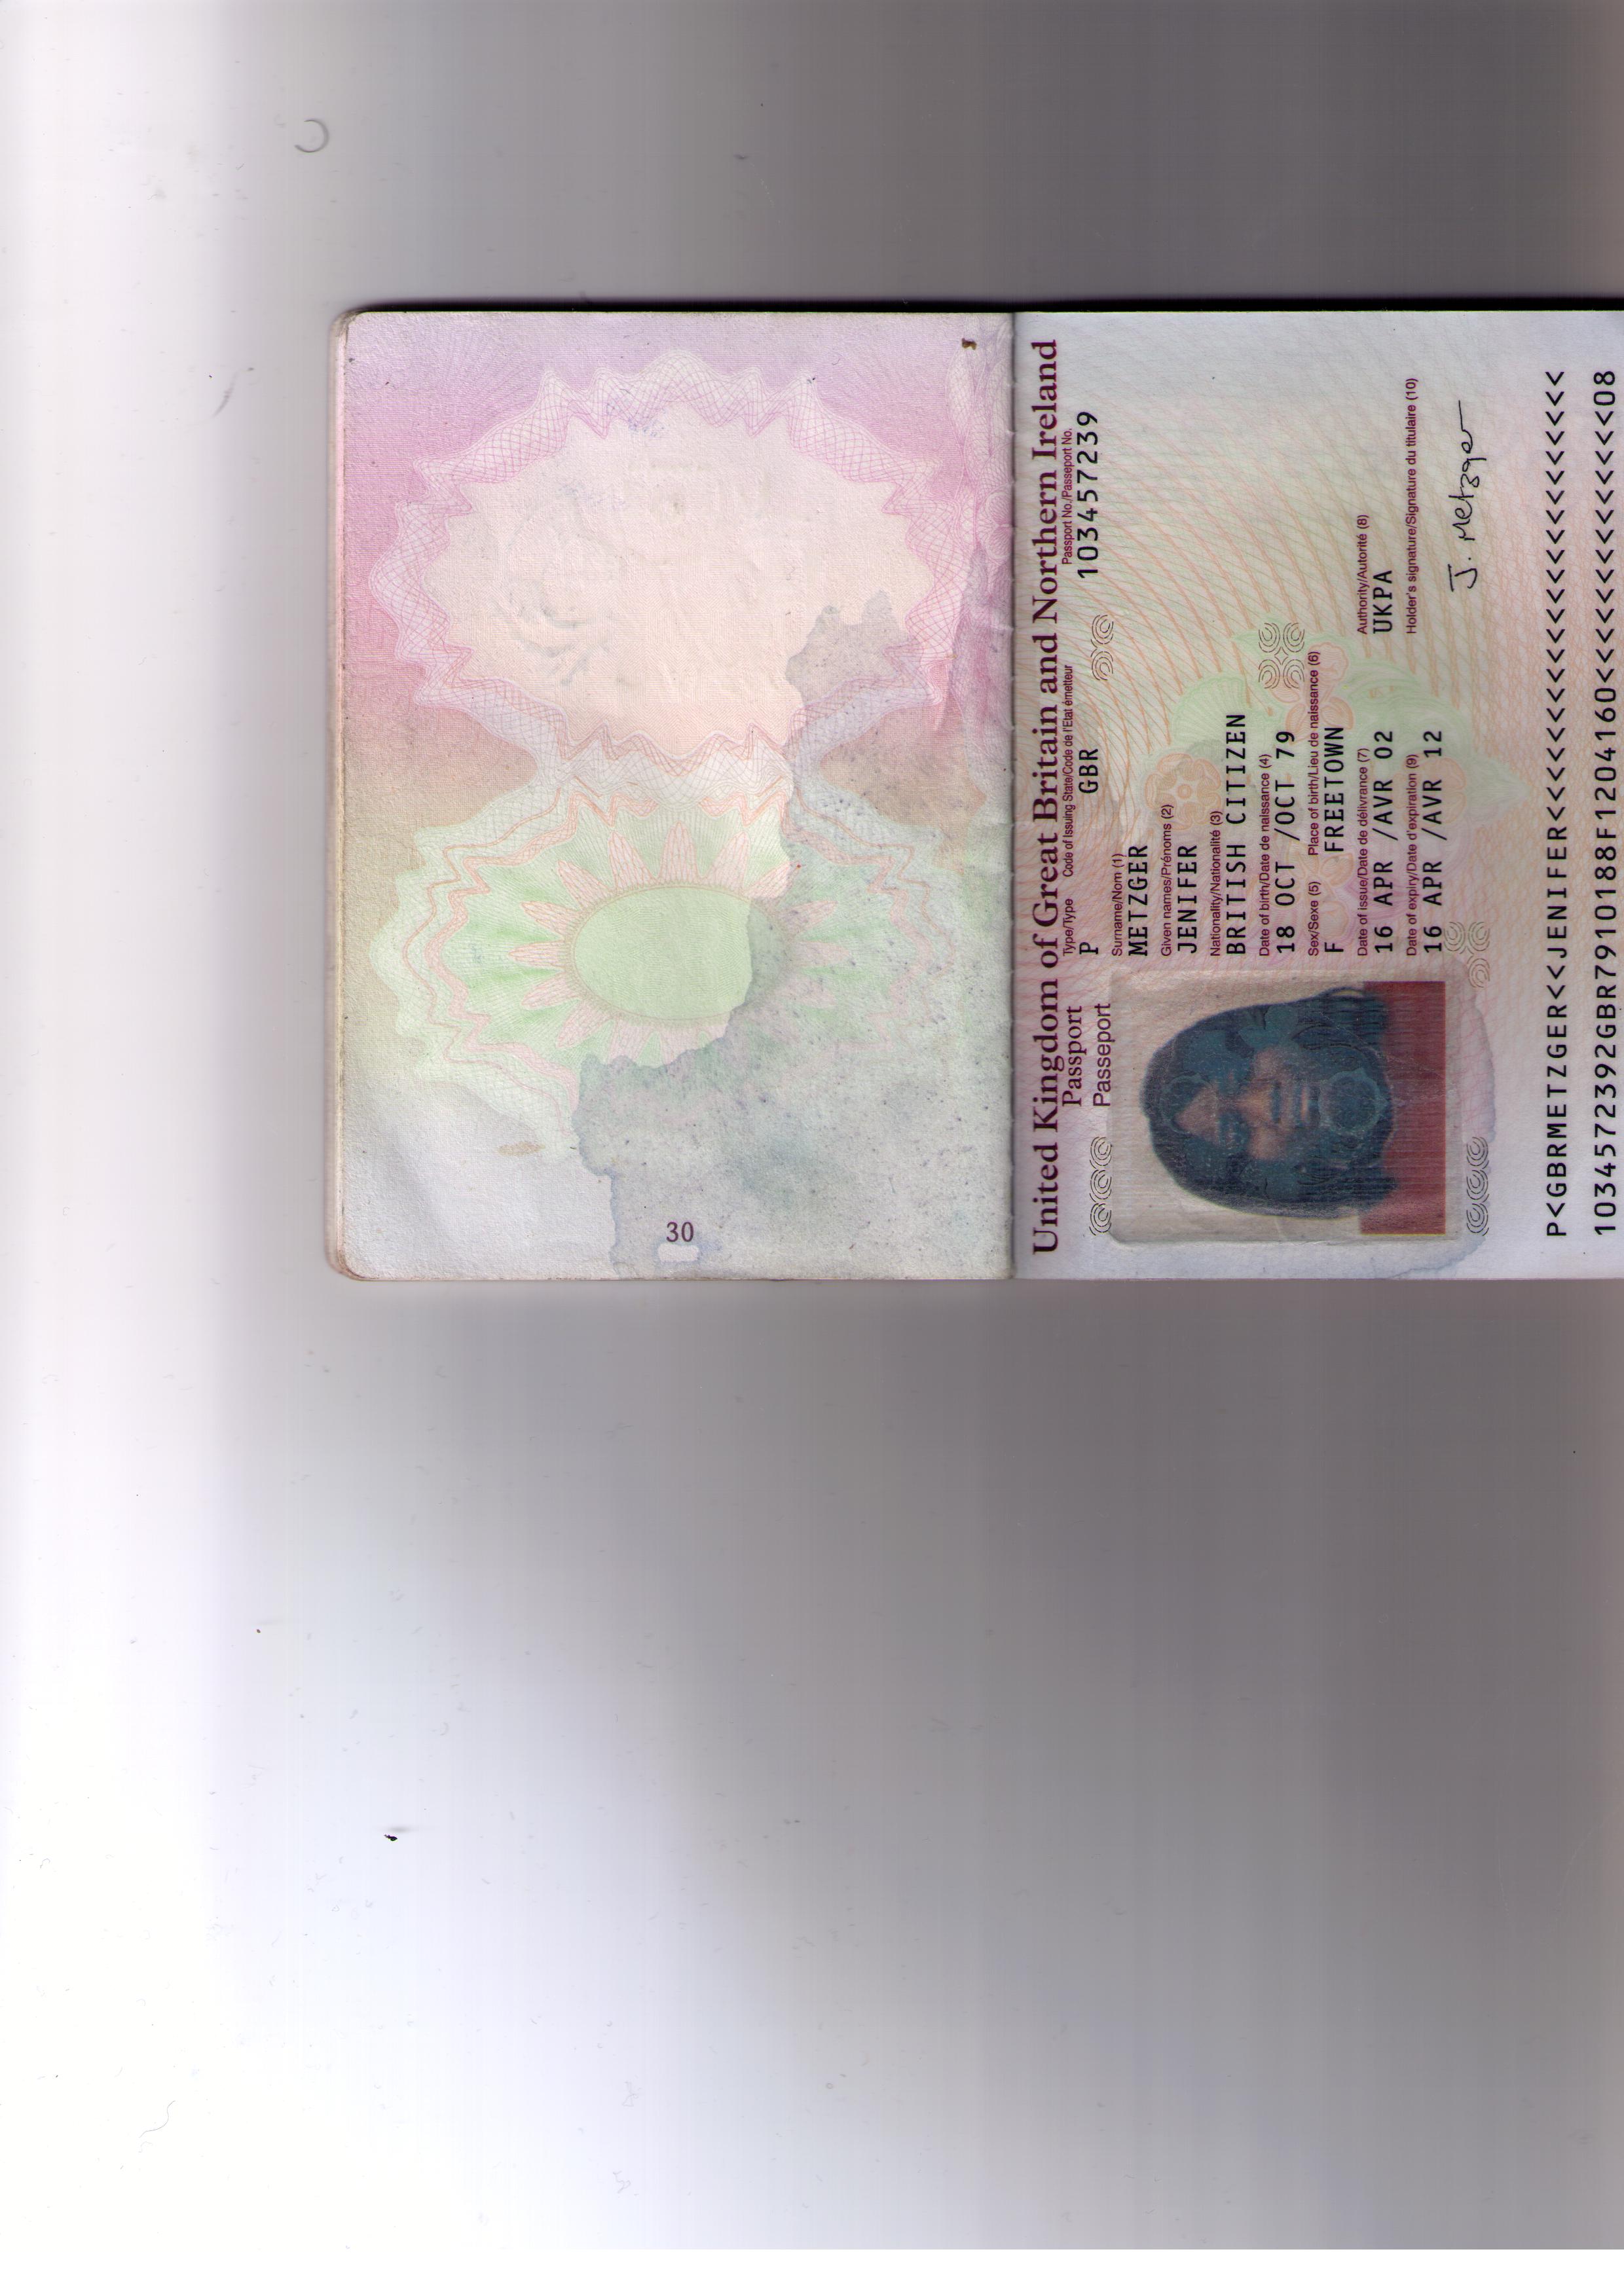 30
United Kingdom of Great Britain and Northern Ireland
Passport
Passeport
Type/Type Code of Issuing State/Code de l'Etat émetteur Passport No./Passeport No.
P GBR 103457239
Surname/Nom (1)
METZGER
Given names/Prénoms (2)
JENIFER
Nationality/Nationalité (3)
BRITISH CITIZEN
Date of birth/Date de naissance (4)
18 OCT /OCT 79
Sex/Sexe (5) Place of birth/Lieu de naissance (6)
F FREETOWN
Date of issue/Date de délivrance (7) Authority/Autorité (8)
16 APR /AVR 02 UKPA
Date of expiry/Date d'expiration (9) Holder's signature/Signature du titulaire (10)
16 APR /AVR 12
J. Metzger
P<GBRMETZGER<<JENIFER<<<<<<<<<<<<<<<<<<<<<<<
1034572392GBR7910188F1204160<<<<<<<<<<<<<<08